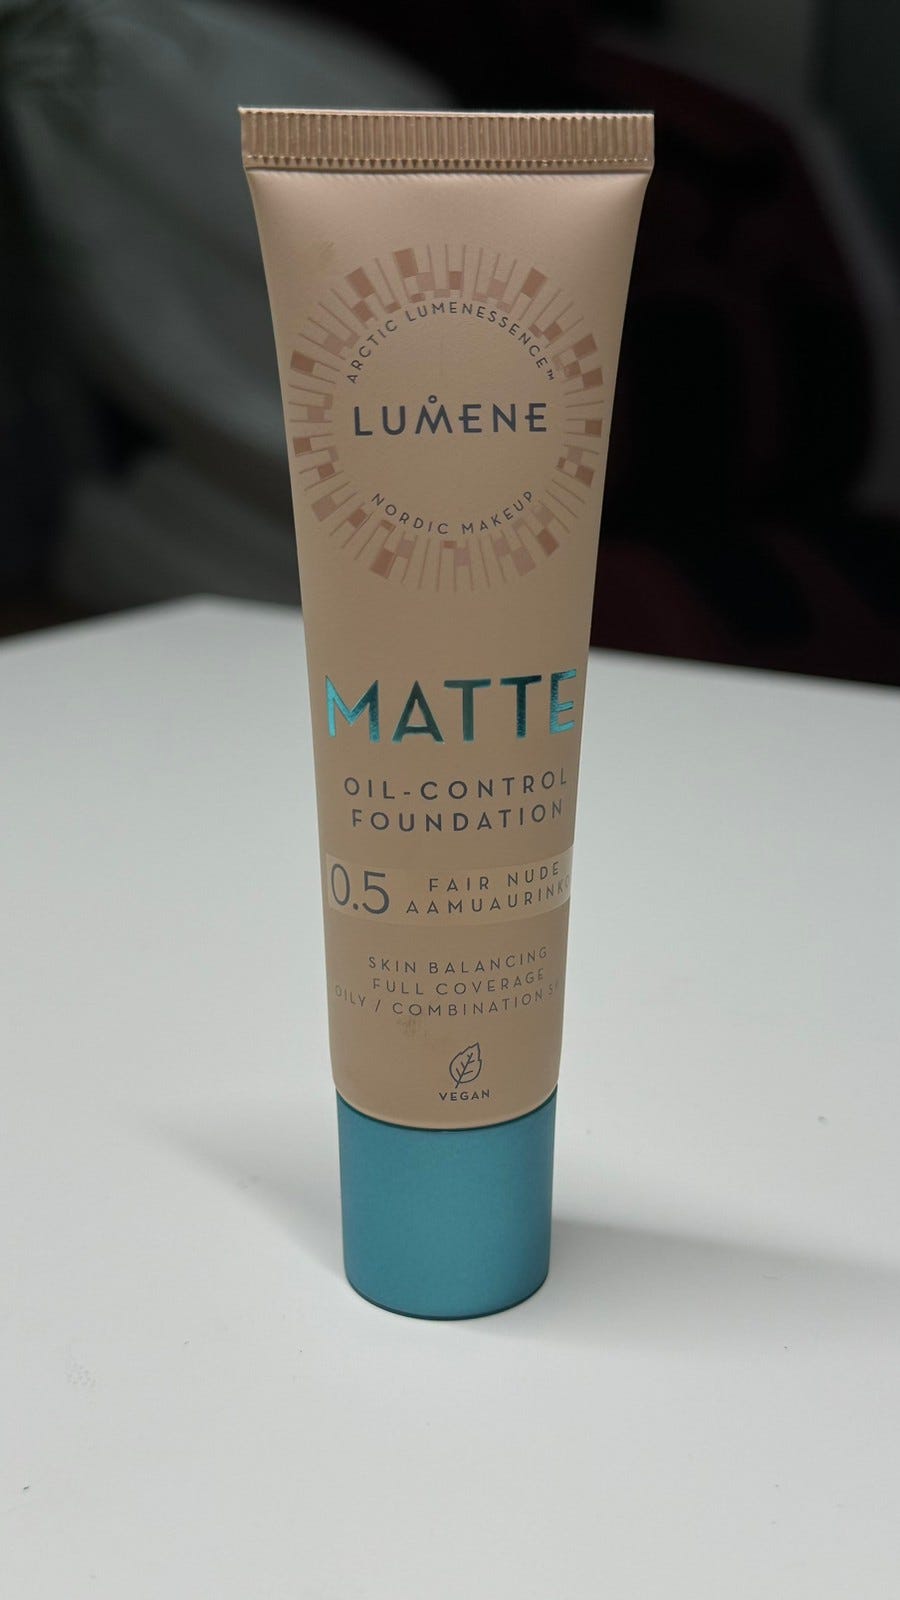 ARCTIC LUMENESSENCE™
LUMENE
NORDIC MAKEUP
MATTE
OIL-CONTROL
FOUNDATION
0.5 FAIR NUDE
AAMUAURINKO
SKIN BALANCING
FULL COVERAGE
OILY / COMBINATION
VEGAN